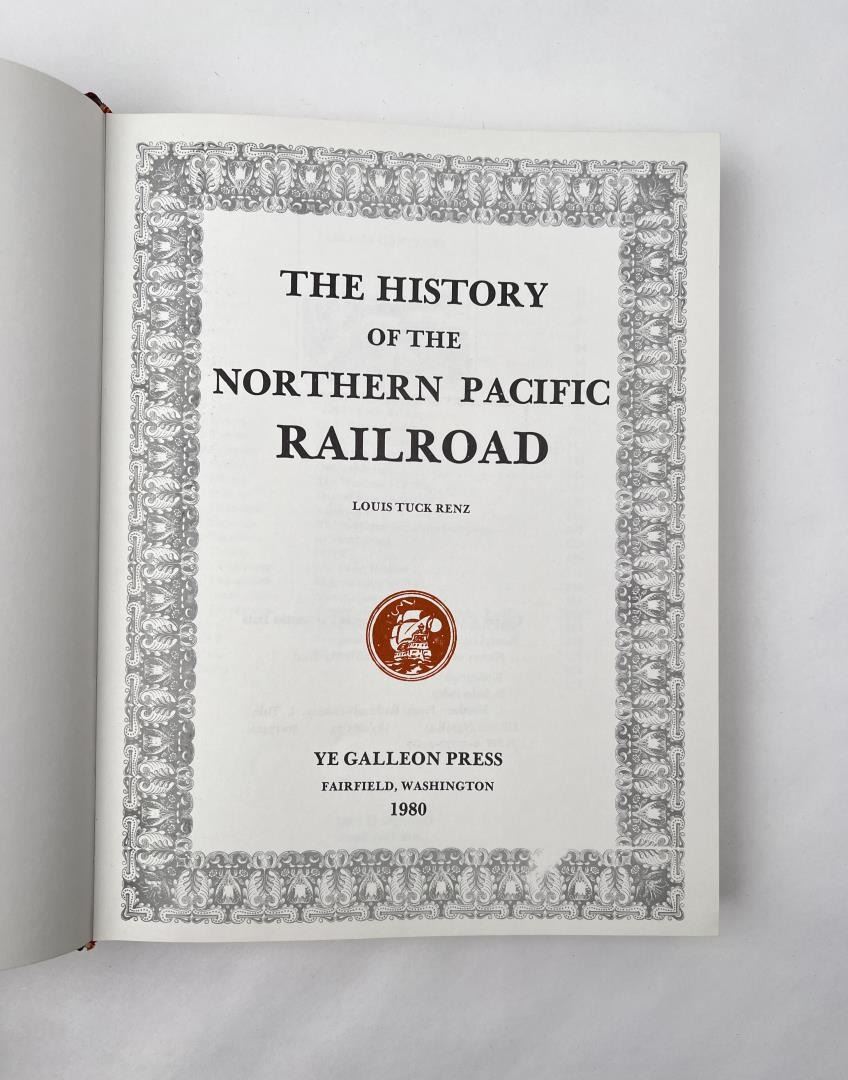 THE HISTORY
OF THE
NORTHERN PACIFIC
RAILROAD
LOUIS TUCK RENZ
YE GALLEON PRESS
FAIRFIELD, WASHINGTON
1980